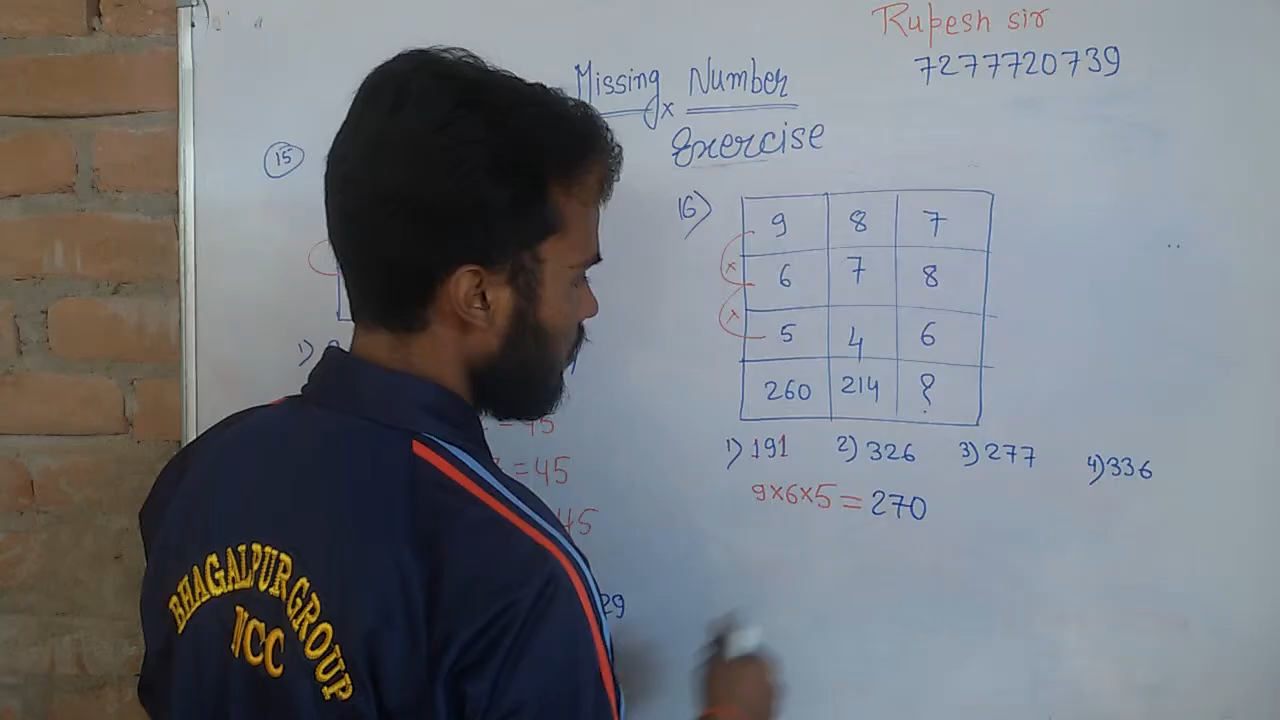 Rupesh sir
7277720739
Missing Number
x
Exercise
15
16)
9 8 7
6 7 8
5 4 6
260 214 ?
x
x
1) 191 2) 326 3) 277 4) 336
9×6×5 = 270
1)
= 45
= 45
45
29
BHAGALPUR GROUP
NCC